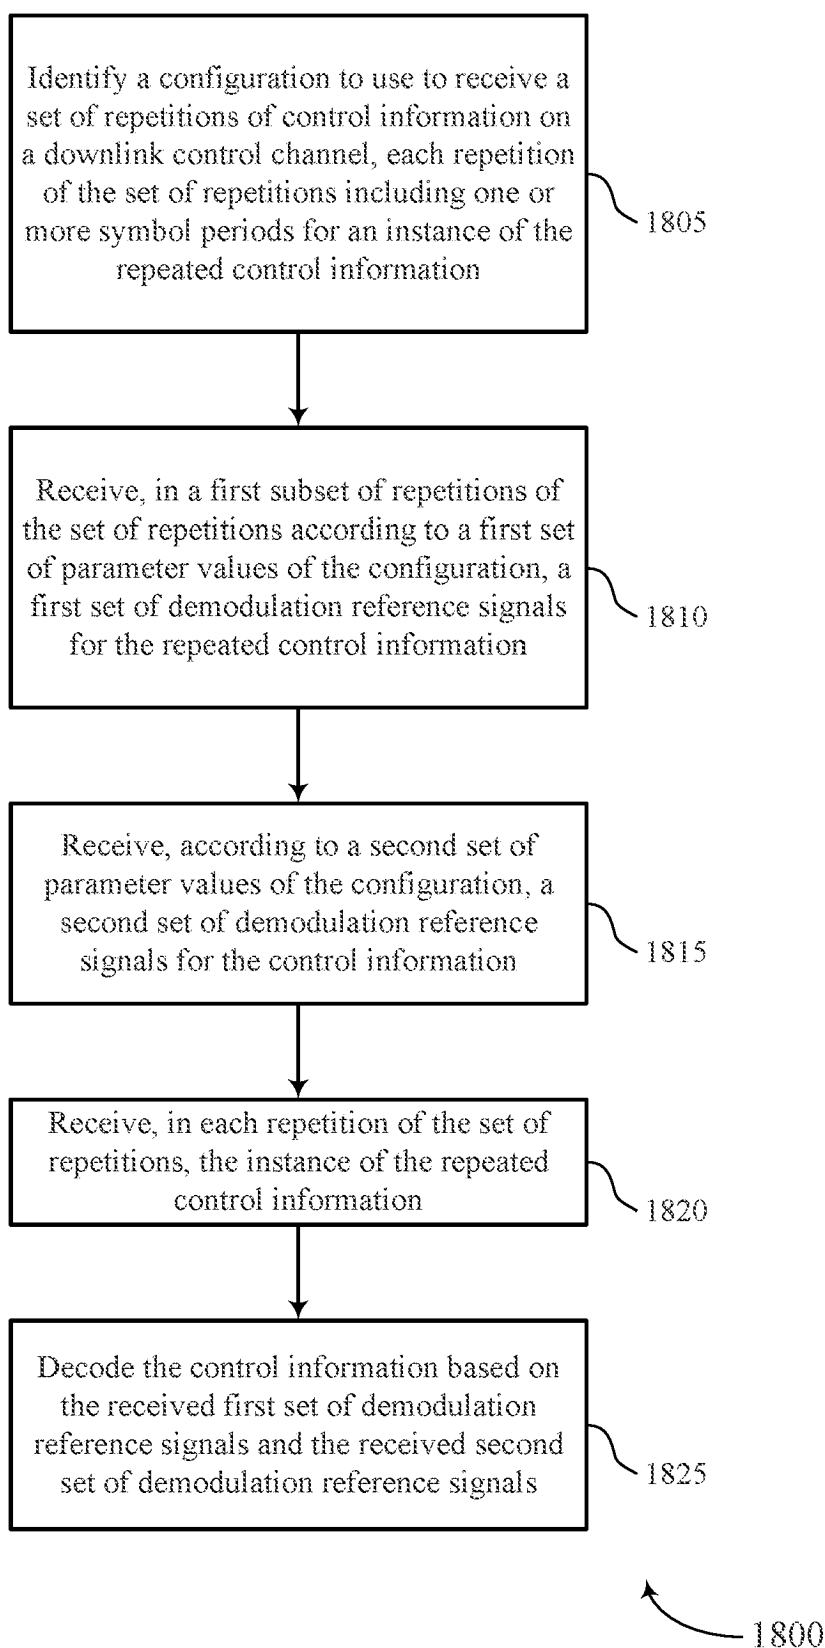 Identify a configuration to use to receive a
set of repetitions of control information on
a downlink control channel, each repetition
of the set of repetitions including one or
more symbol periods for an instance of the
repeated control information
1805
Receive, in a first subset of repetitions of
the set of repetitions according to a first set
of parameter values of the configuration, a
first set of demodulation reference signals
for the repeated control information
1810
Receive, according to a second set of
parameter values of the configuration, a
second set of demodulation reference
signals for the control information
1815
Receive, in each repetition of the set of
repetitions, the instance of the repeated
control information
1820
Decode the control information based on
the received first set of demodulation
reference signals and the received second
set of demodulation reference signals
1825
1800